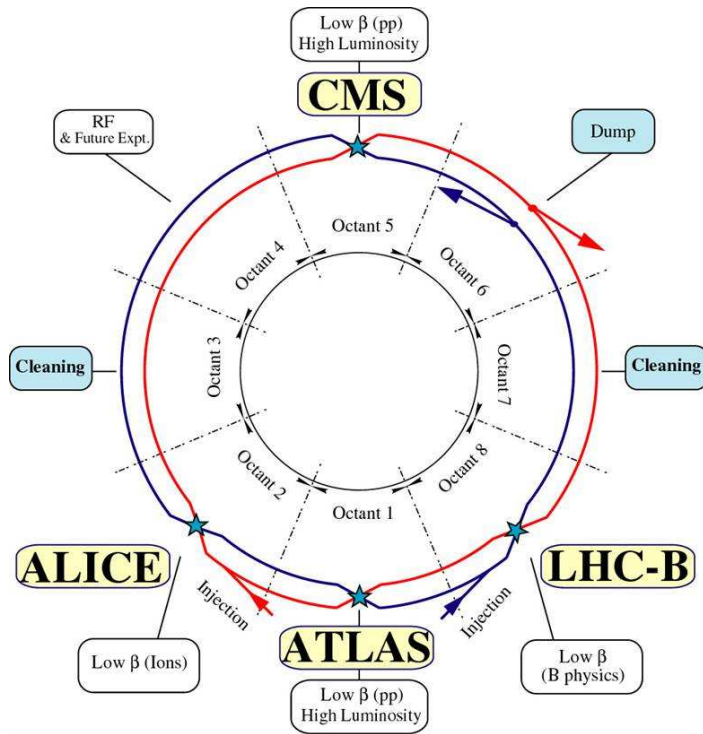 Low β (pp)
High Luminosity
CMS
RF
& Future Expt.
Dump
Octant 5
Octant 4
Octant 6
Cleaning
Octant 3
Octant 7
Cleaning
Octant 2
Octant 8
Octant 1
ALICE
LHC-B
Injection
Injection
ATLAS
Low β (Ions)
Low β
(B physics)
Low β (pp)
High Luminosity